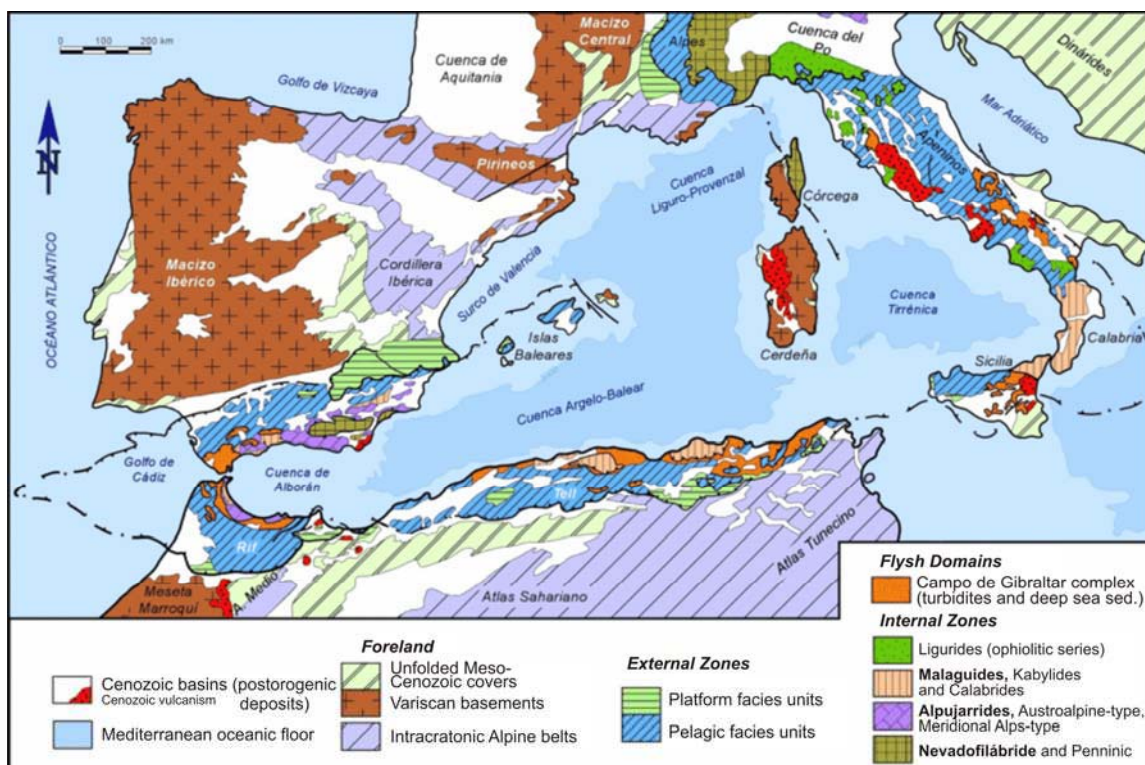 0 100 200 km
N
OCÉANO ATLÁNTICO
Golfo de Vizcaya
Cuenca de
Aquitania
Macizo
Central
Alpes
Cuenca del
Po
Dinárides
Mar Adriático
Apeninos
Pirineos
Cuenca
Liguro-Provenzal
Córcega
Macizo
Ibérico
Cordillera
Ibérica
Surco de Valencia
Islas
Baleares
Cerdeña
Cuenca
Tirrénica
Calabria
Sicilia
Cuenca Argelo-Balear
Golfo de
Cádiz
Cuenca de
Alborán
Tell
Rif
Meseta
Marroquí
A. Medio
Atlas Sahariano
Atlas Tunecino
Cenozoic basins (postorogenic
deposits)
Cenozoic vulcanism
Mediterranean oceanic floor
Foreland
Unfolded Meso-
Cenozoic covers
Variscan basements
Intracratonic Alpine belts
External Zones
Platform facies units
Pelagic facies units
Flysh Domains
Campo de Gibraltar complex
(turbidites and deep sea sed.)
Internal Zones
Ligurides (ophiolitic series)
Malaguides, Kabylides
and Calabrides
Alpujarrides, Austroalpine-type,
Meridional Alps-type
Nevadofilábride and Penninic